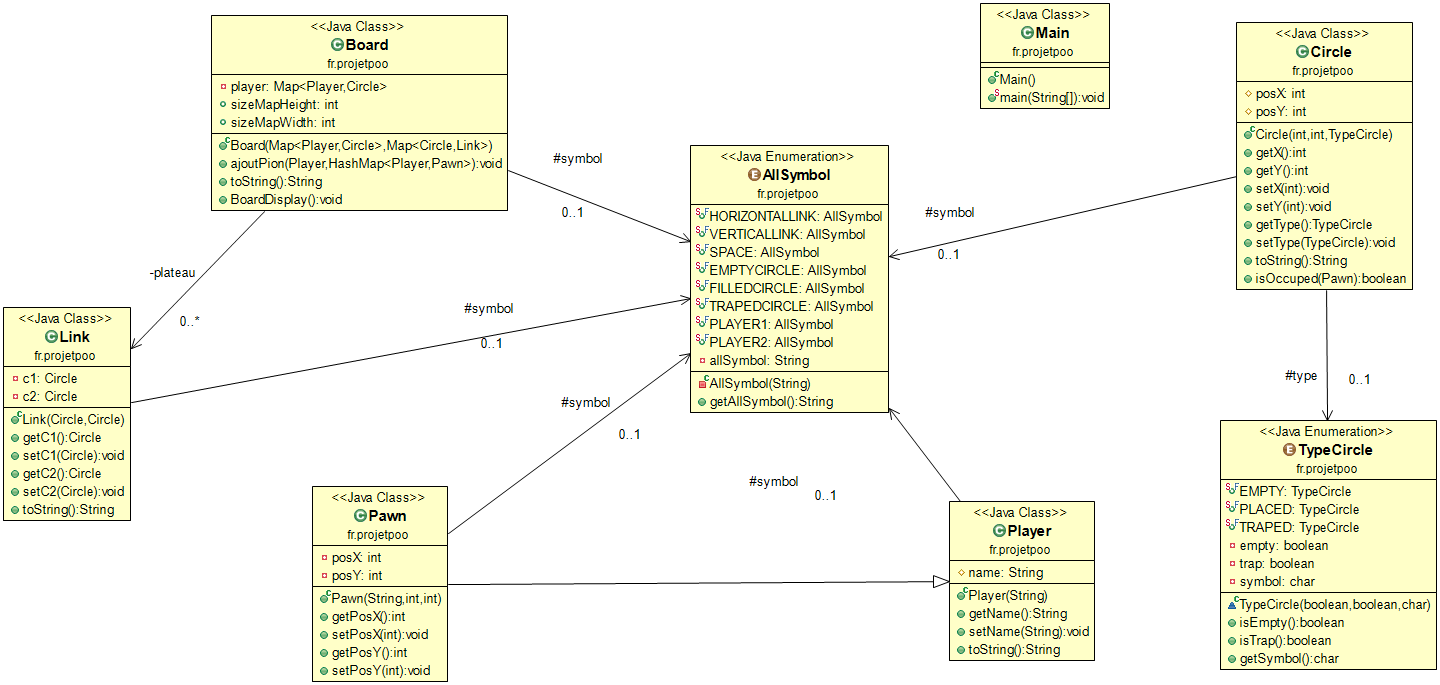 <<Java Class>>
Board
fr.projetpoo
player: Map<Player,Circle>
sizeMapHeight: int
sizeMapWidth: int
Board(Map<Player,Circle>,Map<Circle,Link>)
ajoutPion(Player,HashMap<Player,Pawn>):void
toString():String
BoardDisplay():void
<<Java Class>>
Main
fr.projetpoo
Main()
main(String[]):void
<<Java Class>>
Circle
fr.projetpoo
posX: int
posY: int
Circle(int,int,TypeCircle)
getX():int
getY():int
setX(int):void
setY(int):void
getType():TypeCircle
setType(TypeCircle):void
toString():String
isOccuped(Pawn):boolean
#symbol
0..1
<<Java Enumeration>>
AllSymbol
fr.projetpoo
HORIZONTALLINK: AllSymbol
VERTICALLINK: AllSymbol
SPACE: AllSymbol
EMPTYCIRCLE: AllSymbol
FILLEDCIRCLE: AllSymbol
TRAPEDCIRCLE: AllSymbol
PLAYER1: AllSymbol
PLAYER2: AllSymbol
allSymbol: String
AllSymbol(String)
getAllSymbol():String
#symbol
0..1
-plateau
0..*
#symbol
0..1
<<Java Class>>
Link
fr.projetpoo
c1: Circle
c2: Circle
Link(Circle,Circle)
getC1():Circle
setC1(Circle):void
getC2():Circle
setC2(Circle):void
toString():String
#symbol
0..1
#type
0..1
<<Java Class>>
Pawn
fr.projetpoo
posX: int
posY: int
Pawn(String,int,int)
getPosX():int
setPosX(int):void
getPosY():int
setPosY(int):void
#symbol
0..1
<<Java Class>>
Player
fr.projetpoo
name: String
Player(String)
getName():String
setName(String):void
toString():String
<<Java Enumeration>>
TypeCircle
fr.projetpoo
EMPTY: TypeCircle
PLACED: TypeCircle
TRAPED: TypeCircle
empty: boolean
trap: boolean
symbol: char
TypeCircle(boolean,boolean,char)
isEmpty():boolean
isTrap():boolean
getSymbol():char